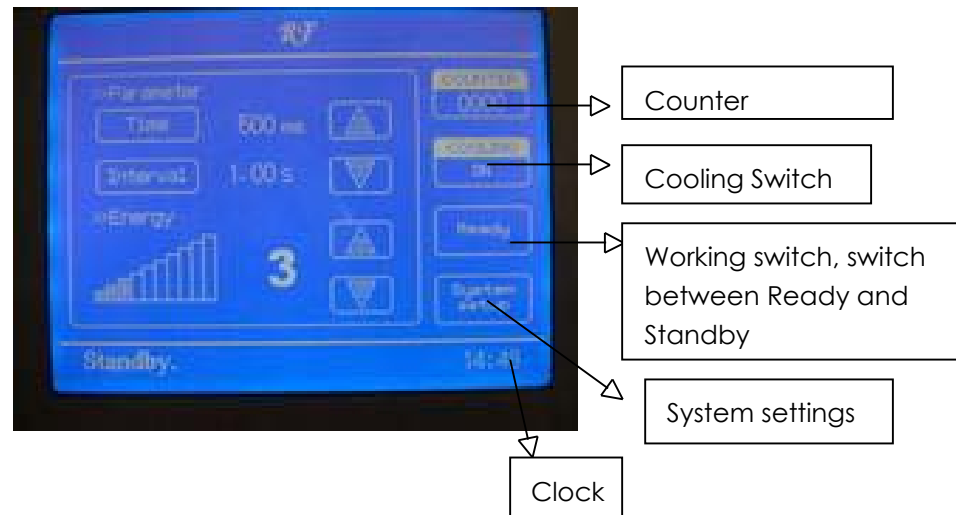 RF
>>Parameter
COUNTER
0000
Counter
Time 500 ms
Cooling Switch
Interval 1.00 s
ON
>>Energy
Ready
Working switch, switch
between Ready and
Standby
3
System
Standby.
System settings
Clock